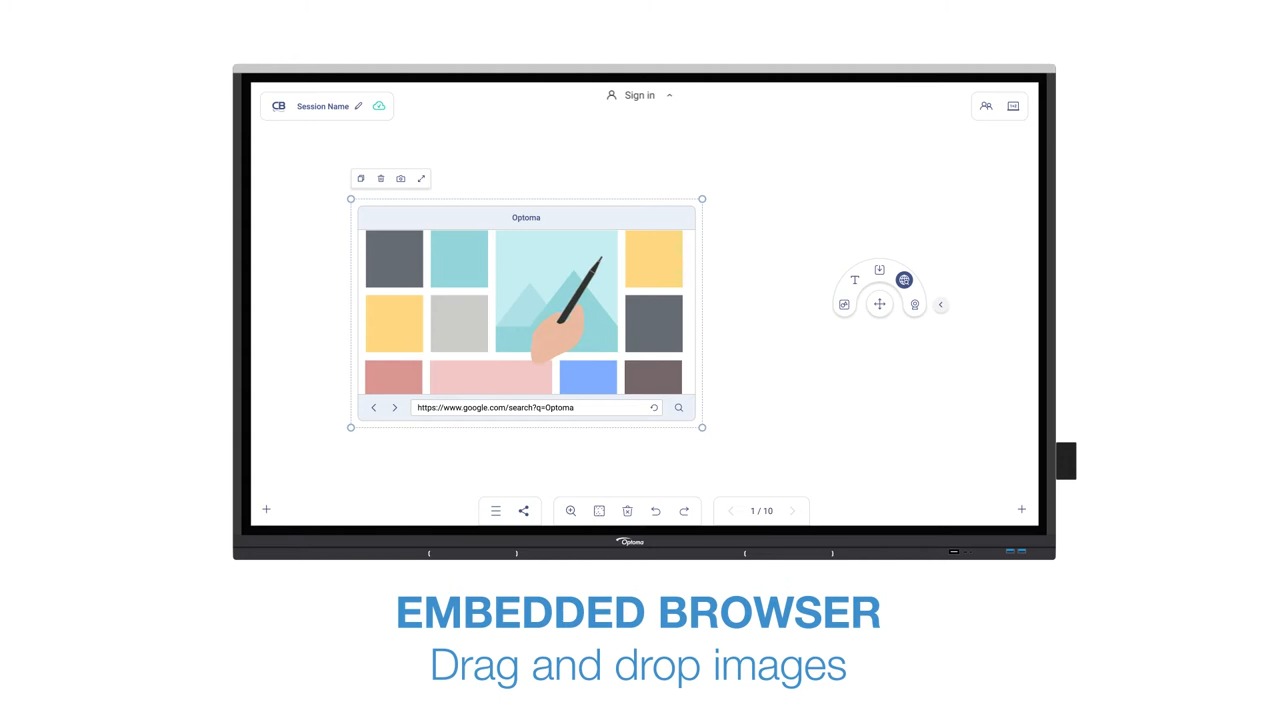 Sign in
CB Session Name
Optoma
T
https://www.google.com/search?q=Optoma
1 / 10
Optoma
EMBEDDED BROWSER
Drag and drop images